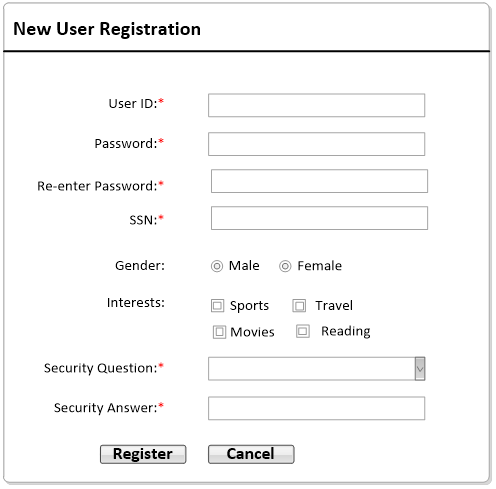 New User Registration
User ID:*
Password:*
Re-enter Password:*
SSN:*
Gender: Male Female
Interests: Sports Travel
Movies Reading
Security Question:*
Security Answer:*
Register Cancel